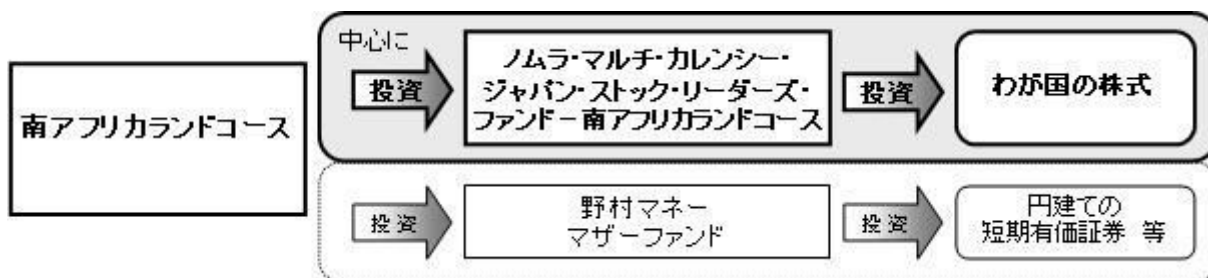 南アフリカランドコース
中心に
投資
ノムラ・マルチ・カレンシー・
ジャパン・ストック・リーダーズ・
ファンド－南アフリカランドコース
投資
わが国の株式
投資
野村マネー
マザーファンド
投資
円建ての
短期有価証券 等